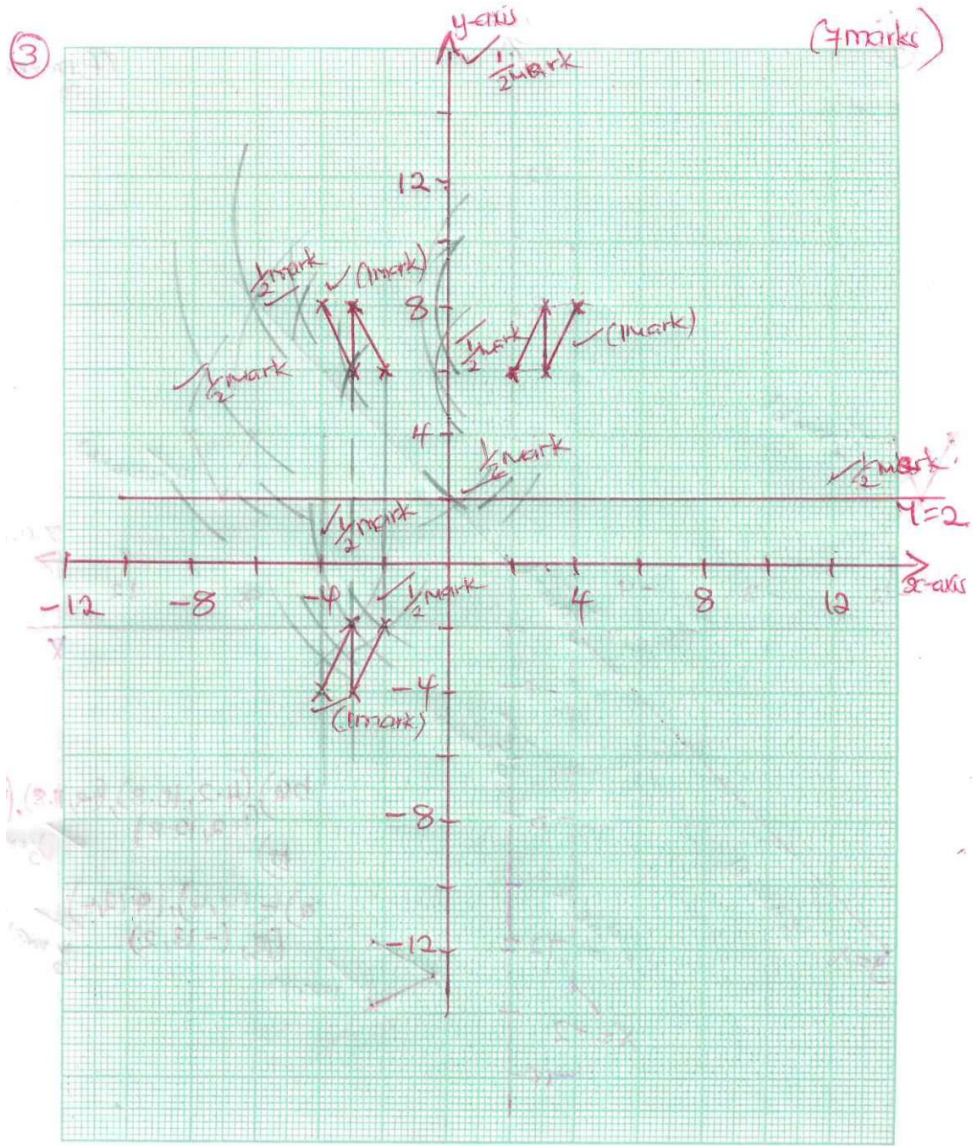 y-axis
③ (7marks)
✓ 1/2 mark
12
1/2 mark ✓ (1mark)
8
1/2 mark ✓ (1mark)
✓ 1/2 mark
4
1/2 mark ✓ 1/2 mark
Y=2
✓ 1/2 mark
-12 -8 -4 4 8 12 x-axis
✓ 1/2 mark
-4
(1mark)
-8
-12